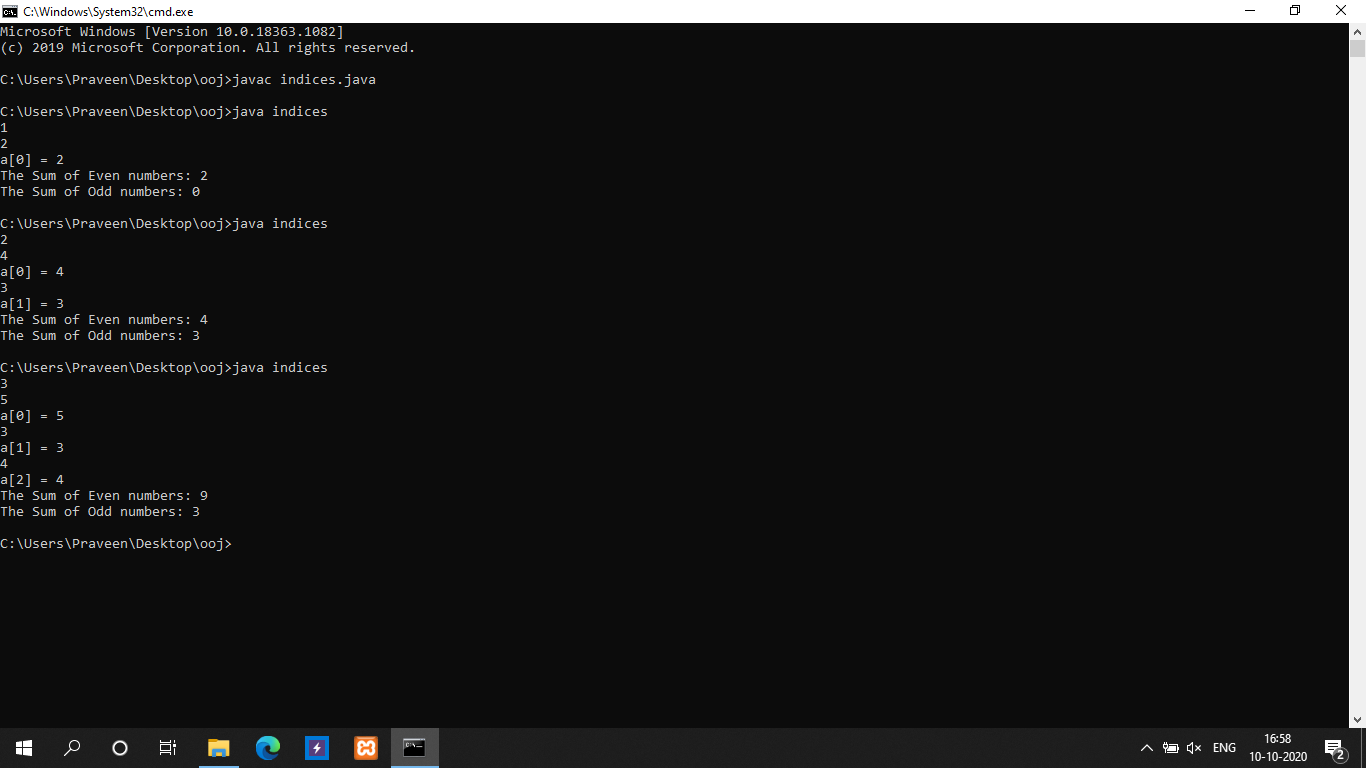 C:\Windows\System32\cmd.exe
Microsoft Windows [Version 10.0.18363.1082]
(c) 2019 Microsoft Corporation. All rights reserved.
C:\Users\Praveen\Desktop\ooj>javac indices.java
C:\Users\Praveen\Desktop\ooj>java indices
1
2
a[0] = 2
The Sum of Even numbers: 2
The Sum of Odd numbers: 0
C:\Users\Praveen\Desktop\ooj>java indices
2
4
a[0] = 4
3
a[1] = 3
The Sum of Even numbers: 4
The Sum of Odd numbers: 3
C:\Users\Praveen\Desktop\ooj>java indices
3
5
a[0] = 5
3
a[1] = 3
4
a[2] = 4
The Sum of Even numbers: 9
The Sum of Odd numbers: 3
C:\Users\Praveen\Desktop\ooj>
ENG
16:58
10-10-2020
2